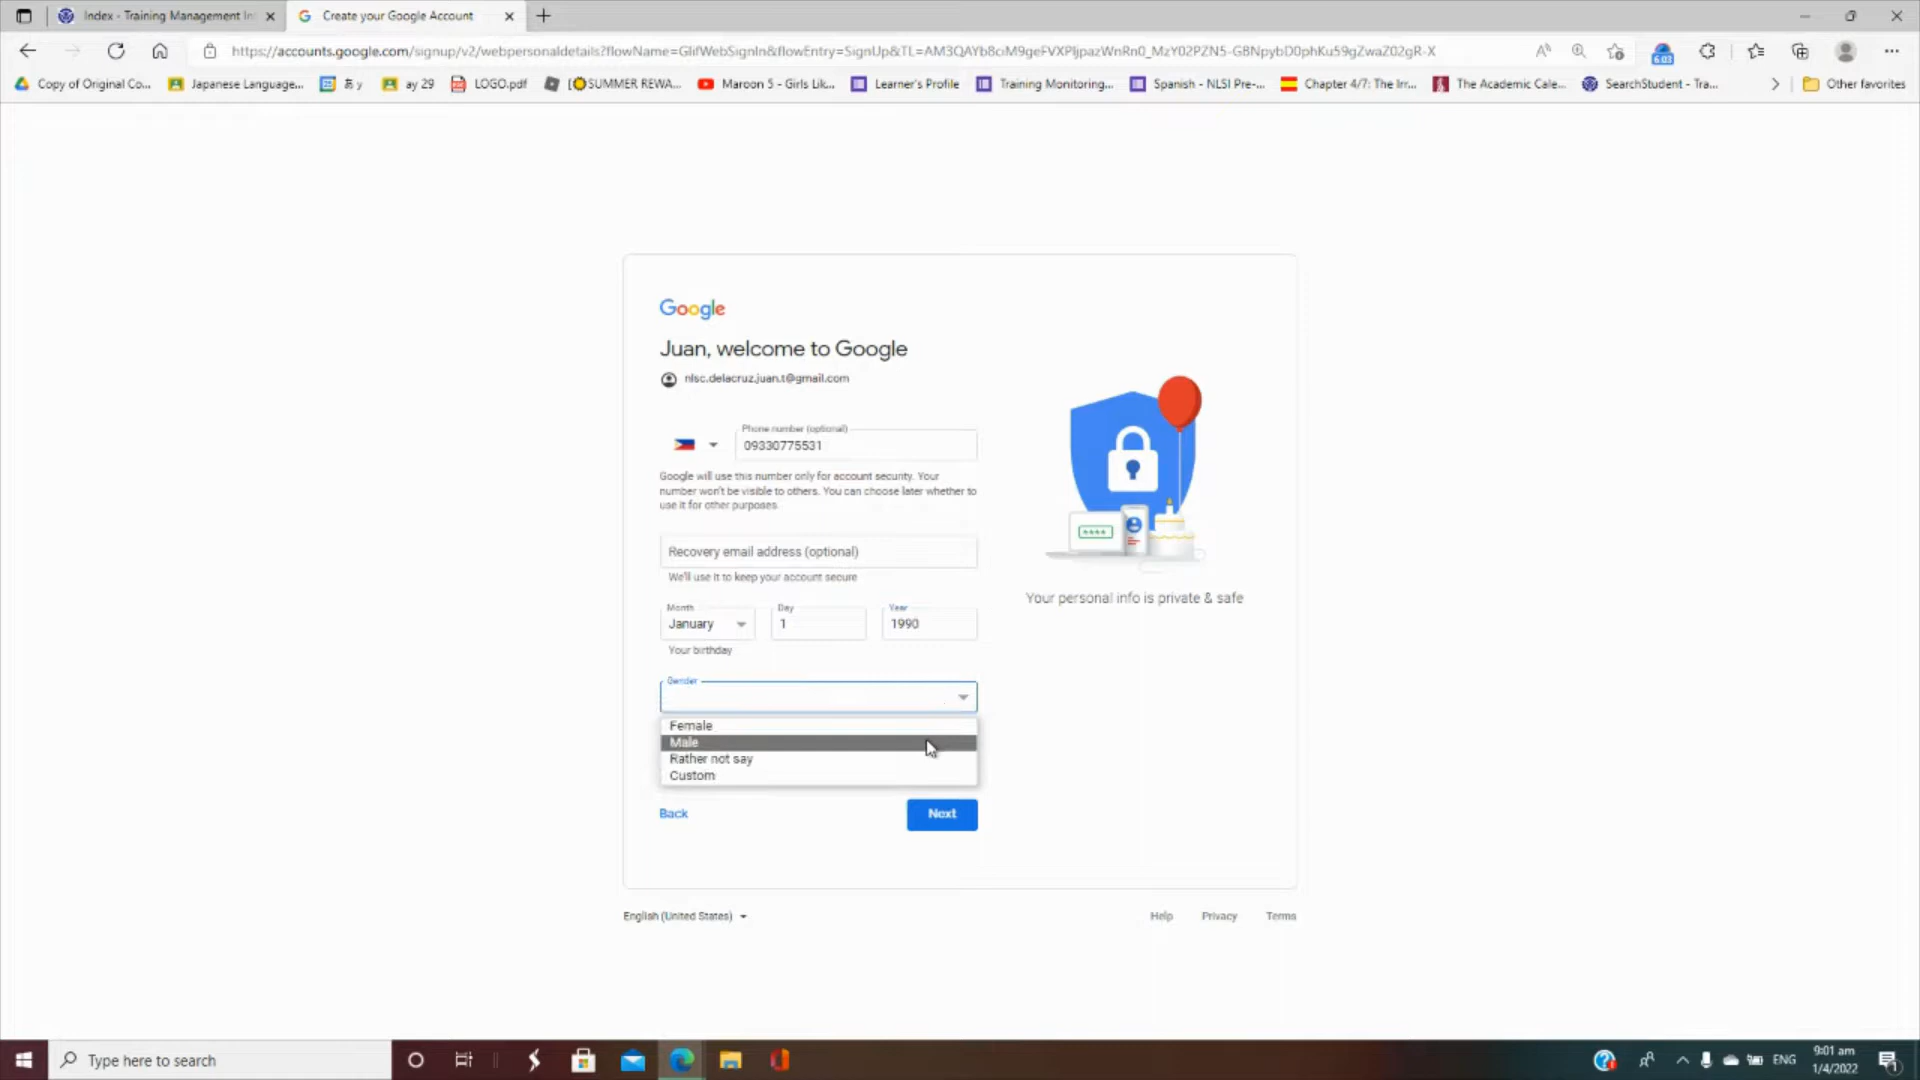 Index - Training Management In
Create your Google Account
https://accounts.google.com/signup/v2/webpersonaldetails?flowName=GlifWebSignIn&flowEntry=SignUp&TL=AM3QAYb8ciM9geFVXPljpazWnRn0_MzY02PZN5-GBNpybD0phKu59gZwaZ02gR-X
6.03
Copy of Original Co...
Japanese Language...
あ y
ay 29
LOGO.pdf
[🌞SUMMER REWA...
Maroon 5 - Girls Lik...
Learner's Profile
Training Monitoring...
Spanish - NLSI Pre-...
Chapter 4/7: The Irr...
The Academic Cale...
SearchStudent - Tra...
Other favorites
Google
Juan, welcome to Google
nlsc.delacruz.juan.t@gmail.com
Phone number (optional)
09330775531
Google will use this number only for account security. Your
number won't be visible to others. You can choose later whether to
use it for other purposes.
Recovery email address (optional)
We'll use it to keep your account secure
Month
January
Day
1
Year
1990
Your birthday
Gender
Female
Male
Rather not say
Custom
Back
Next
Your personal info is private & safe
English (United States)
Help
Privacy
Terms
Type here to search
ENG
9:01 am
1/4/2022
1